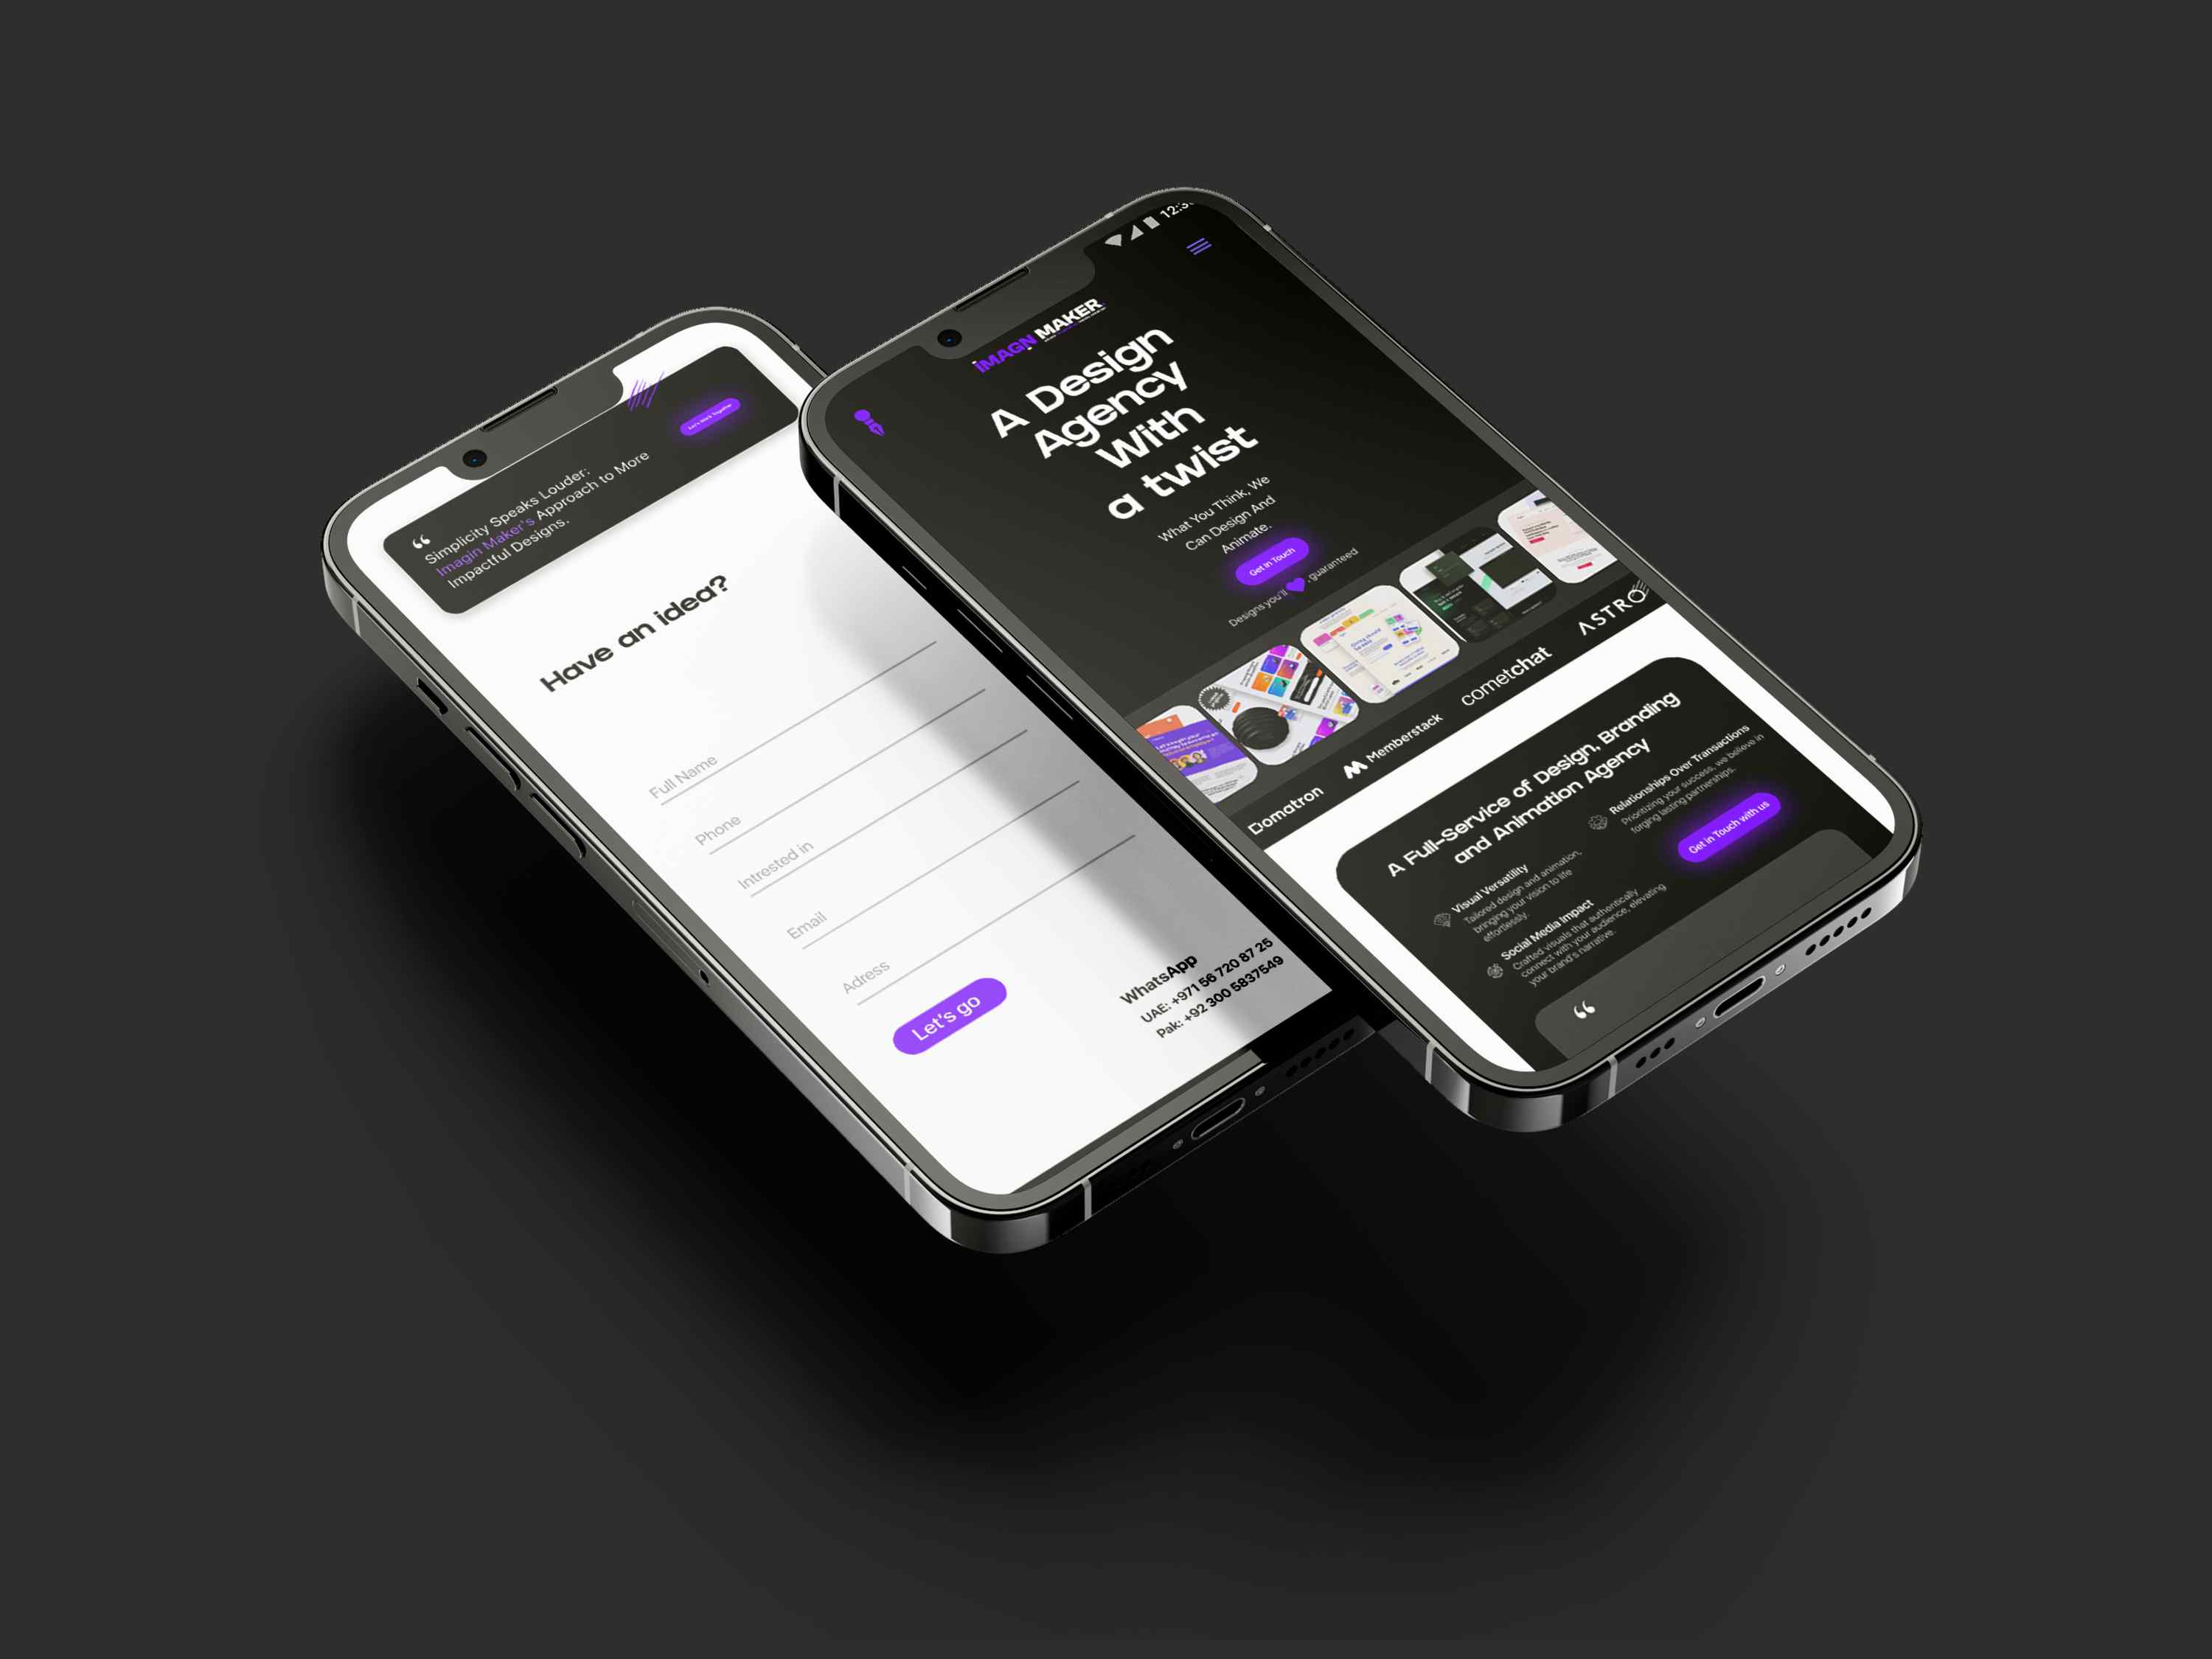 “
Simplicity Speaks Louder:
Imagin Maker's Approach to More
Impactful Designs.
Let's Work Together
Have an idea?
Full Name
Phone
Intrested in
Email
Adress
Let's go
WhatsApp
UAE: +971 56 720 87 25
Pak: +92 300 5837549
12:3
iMAGN MAKER
A Design
Agency
With
a twist
What You Think, We
Can Design And
Animate.
Get in Touch
Designs you'll 💜, guaranteed
Domatron
Memberstack
cometchat
ASTRO
A Full-Service of Design, Branding
and Animation Agency
Visual Versatility
Tailored design and animation,
bringing your vision to life
effortlessly.
Relationships Over Transactions
Prioritizing your success, we believe in
forging lasting partnerships.
Social Media Impact
Crafted visuals that authentically
connect with your audience, elevating
your brand's narrative.
Get in Touch with us
“